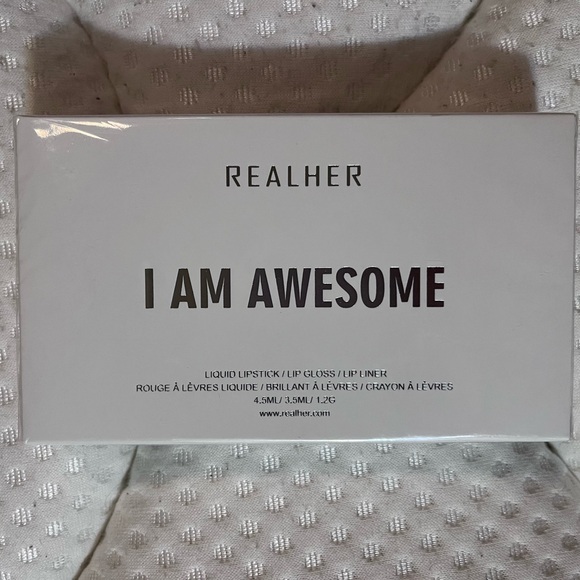 REALHER
I AM AWESOME
LIQUID LIPSTICK / LIP GLOSS / LIP LINER
ROUGE À LÈVRES LIQUIDE / BRILLANT À LÈVRES / CRAYON À LÈVRES
4.5ML/ 3.5ML/ 1.2G
www.realher.com